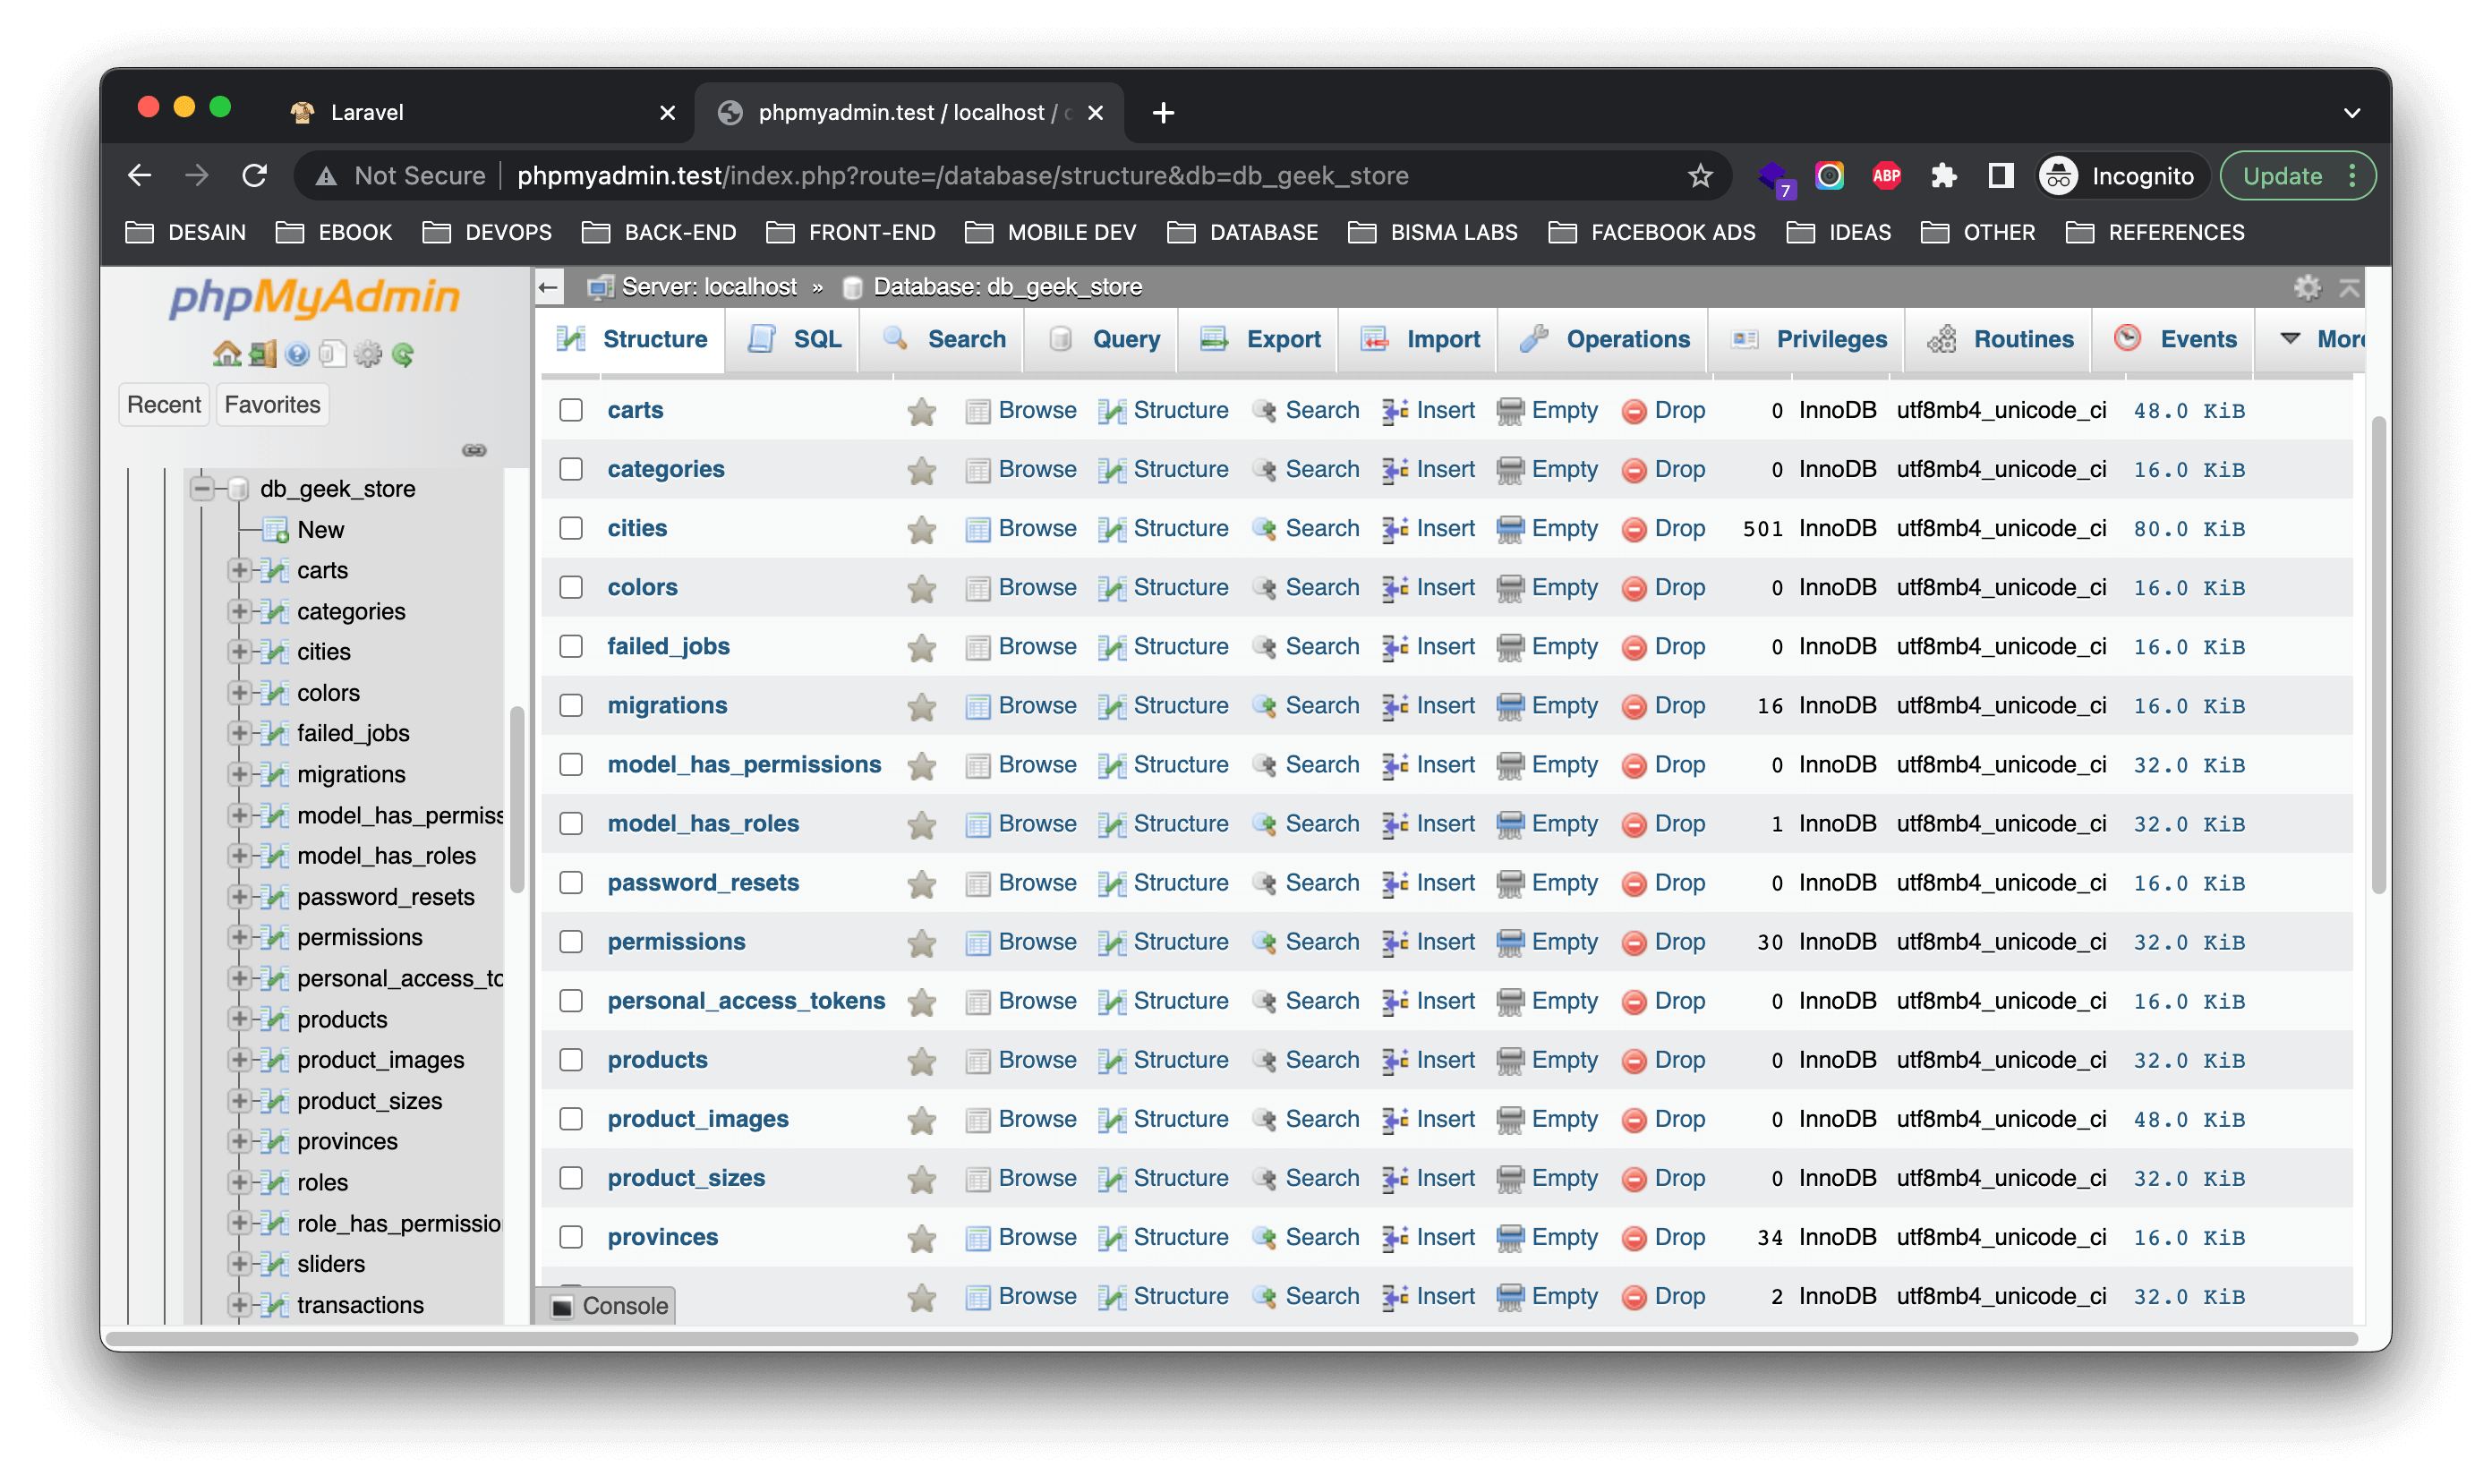 Laravel
phpmyadmin.test / localhost /
Not Secure phpmyadmin.test/index.php?route=/database/structure&db=db_geek_store 7 ABP Incognito Update
DESAIN EBOOK DEVOPS BACK-END FRONT-END MOBILE DEV DATABASE BISMA LABS FACEBOOK ADS IDEAS OTHER REFERENCES
phpMyAdmin
Recent Favorites
db_geek_store
New
carts
categories
cities
colors
failed_jobs
migrations
model_has_permiss
model_has_roles
password_resets
permissions
personal_access_to
products
product_images
product_sizes
provinces
roles
role_has_permissio
sliders
transactions
Server: localhost » Database: db_geek_store
Structure SQL Search Query Export Import Operations Privileges Routines Events More
carts Browse Structure Search Insert Empty Drop 0 InnoDB utf8mb4_unicode_ci 48.0 KiB
categories Browse Structure Search Insert Empty Drop 0 InnoDB utf8mb4_unicode_ci 16.0 KiB
cities Browse Structure Search Insert Empty Drop 501 InnoDB utf8mb4_unicode_ci 80.0 KiB
colors Browse Structure Search Insert Empty Drop 0 InnoDB utf8mb4_unicode_ci 16.0 KiB
failed_jobs Browse Structure Search Insert Empty Drop 0 InnoDB utf8mb4_unicode_ci 16.0 KiB
migrations Browse Structure Search Insert Empty Drop 16 InnoDB utf8mb4_unicode_ci 16.0 KiB
model_has_permissions Browse Structure Search Insert Empty Drop 0 InnoDB utf8mb4_unicode_ci 32.0 KiB
model_has_roles Browse Structure Search Insert Empty Drop 1 InnoDB utf8mb4_unicode_ci 32.0 KiB
password_resets Browse Structure Search Insert Empty Drop 0 InnoDB utf8mb4_unicode_ci 16.0 KiB
permissions Browse Structure Search Insert Empty Drop 30 InnoDB utf8mb4_unicode_ci 32.0 KiB
personal_access_tokens Browse Structure Search Insert Empty Drop 0 InnoDB utf8mb4_unicode_ci 16.0 KiB
products Browse Structure Search Insert Empty Drop 0 InnoDB utf8mb4_unicode_ci 32.0 KiB
product_images Browse Structure Search Insert Empty Drop 0 InnoDB utf8mb4_unicode_ci 48.0 KiB
product_sizes Browse Structure Search Insert Empty Drop 0 InnoDB utf8mb4_unicode_ci 32.0 KiB
provinces Browse Structure Search Insert Empty Drop 34 InnoDB utf8mb4_unicode_ci 16.0 KiB
Browse Structure Search Insert Empty Drop 2 InnoDB utf8mb4_unicode_ci 32.0 KiB
Console